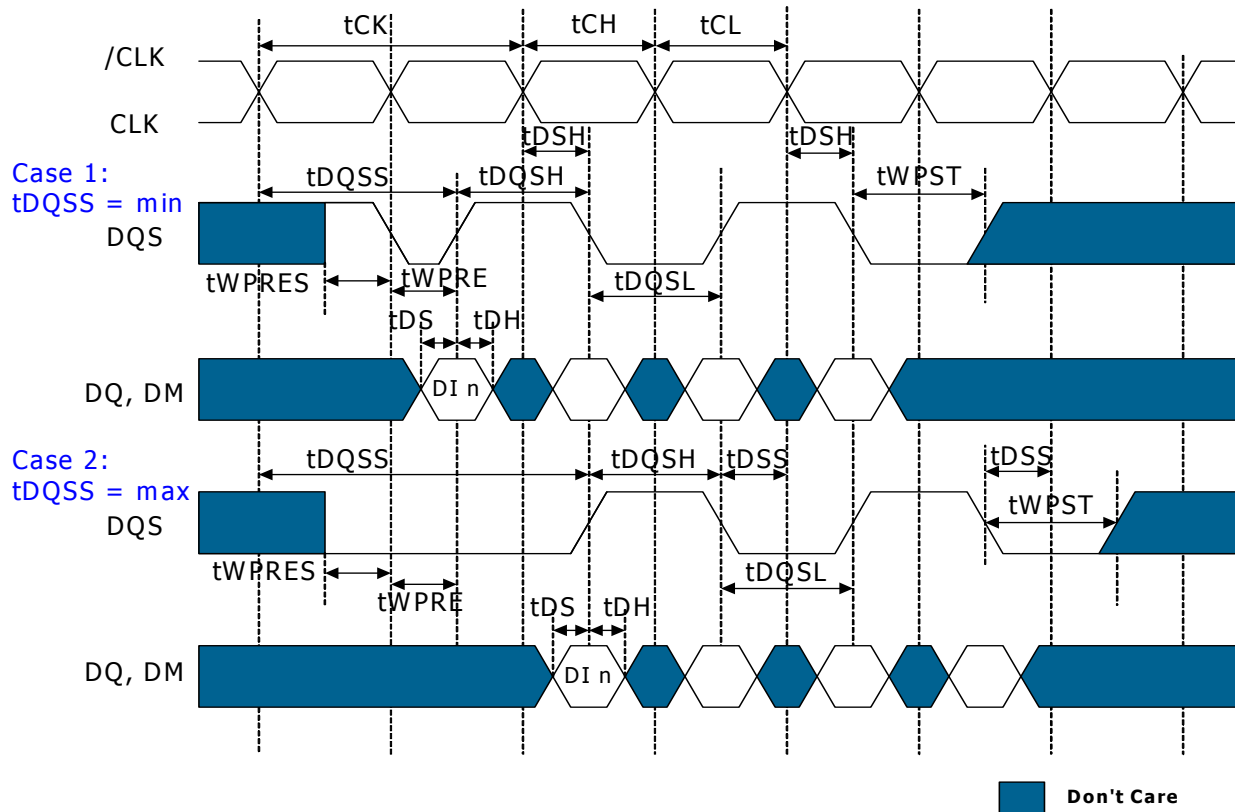 tCK tCH tCL
/CLK
CLK
tDSH tDSH
Case 1:
tDQSS = min
tDQSS tDQSH tWPST
DQS
tWPRES tWPRE tDQSL
tDS tDH
DQ, DM
DI n
Case 2:
tDQSS = max
tDQSS tDQSH tDSS tDSS
tWPST
DQS
tWPRES tWPRE tDQSL
tDS tDH
DQ, DM
DI n
Don't Care